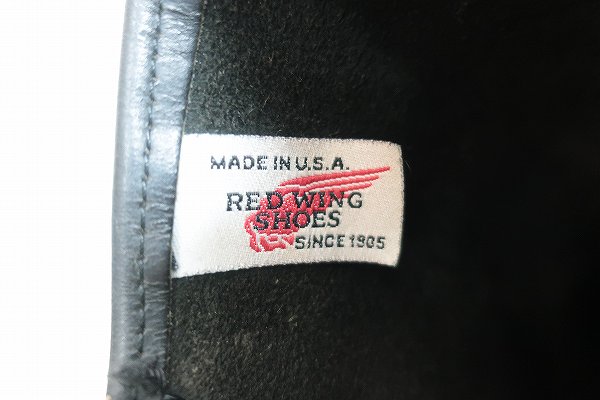 MADE IN U.S.A.
RED WING
SHOES
SINCE 1905